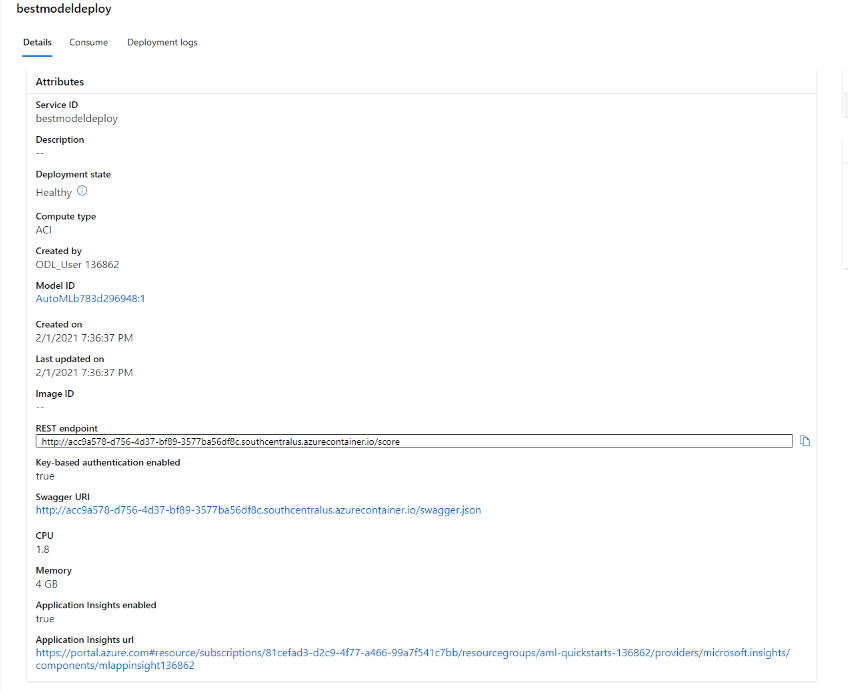 bestmodeldeploy
Details Consume Deployment logs
Attributes
Service ID
bestmodeldeploy
Description
--
Deployment state
Healthy
Compute type
ACI
Created by
ODL_User 136862
Model ID
AutoMLb783d296948:1
Created on
2/1/2021 7:36:37 PM
Last updated on
2/1/2021 7:36:37 PM
Image ID
--
REST endpoint
http://acc9a578-d756-4d37-bf89-3577ba56df8c.southcentralus.azurecontainer.io/score
Key-based authentication enabled
true
Swagger URI
http://acc9a578-d756-4d37-bf89-3577ba56df8c.southcentralus.azurecontainer.io/swagger.json
CPU
1.8
Memory
4 GB
Application Insights enabled
true
Application Insights url
https://portal.azure.com#resource/subscriptions/81cefad3-d2c9-4f77-a466-99a7f541c7bb/resourcegroups/aml-quickstarts-136862/providers/microsoft.insights/
components/mlappinsight136862